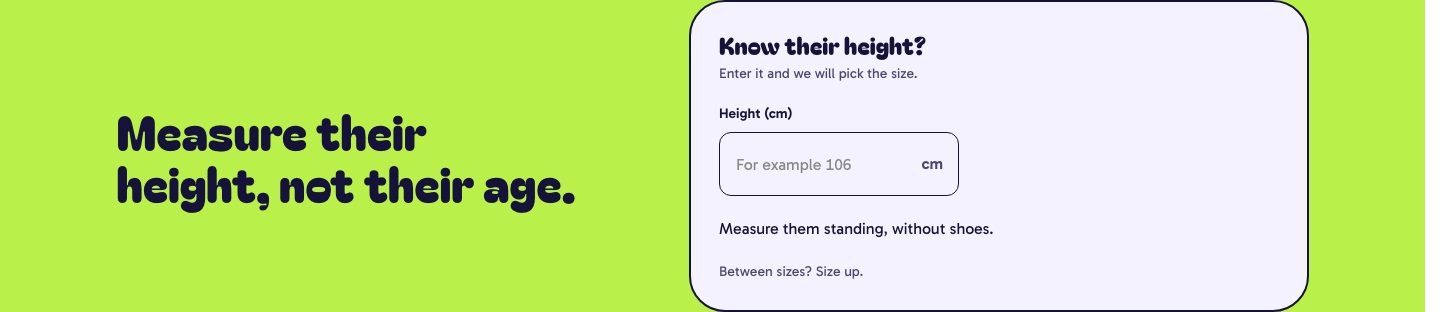 Measure their
height, not their age.
Know their height?
Enter it and we will pick the size.
Height (cm)
For example 106
cm
Measure them standing, without shoes.
Between sizes? Size up.